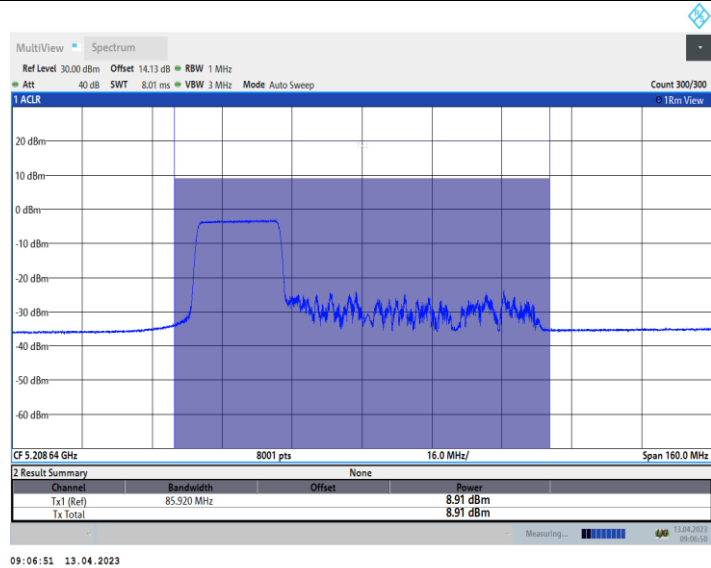 MultiView Spectrum
Ref Level 30.00 dBm Offset 14.13 dB RBW 1 MHz
Att 40 dB SWT 8.01 ms VBW 3 MHz Mode Auto Sweep Count 300/300
1 ACLR 1Rm View
20 dBm
10 dBm
0 dBm
-10 dBm
-20 dBm
-30 dBm
-40 dBm
-50 dBm
-60 dBm
CF 5.208 64 GHz 8001 pts 16.0 MHz/ Span 160.0 MHz
2 Result Summary None
Channel Bandwidth Offset Power
Tx1 (Ref) 85.920 MHz 8.91 dBm
Tx Total 8.91 dBm
Measuring... 13.04.2023
09:06:50
09:06:51 13.04.2023